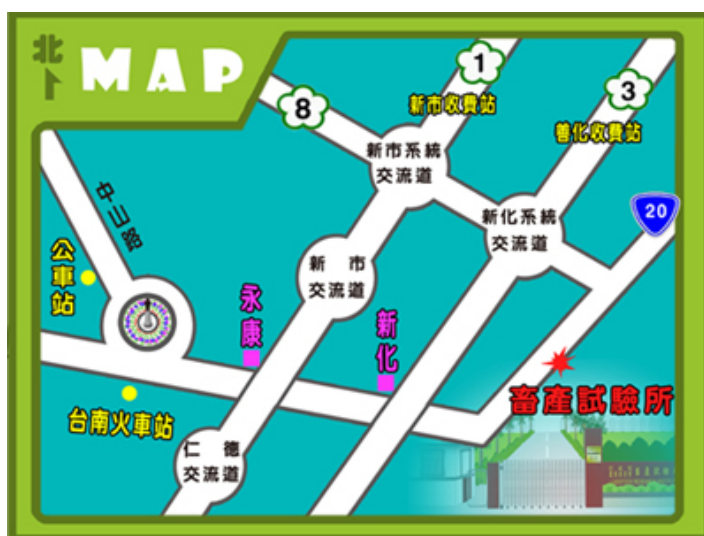 北
MAP
1
新市收費站
8
3
善化收費站
新市系統
交流道
新化系統
交流道
20
中山路
公車站
新市
交流道
永康
新化
台南火車站
畜產試驗所
仁德
交流道